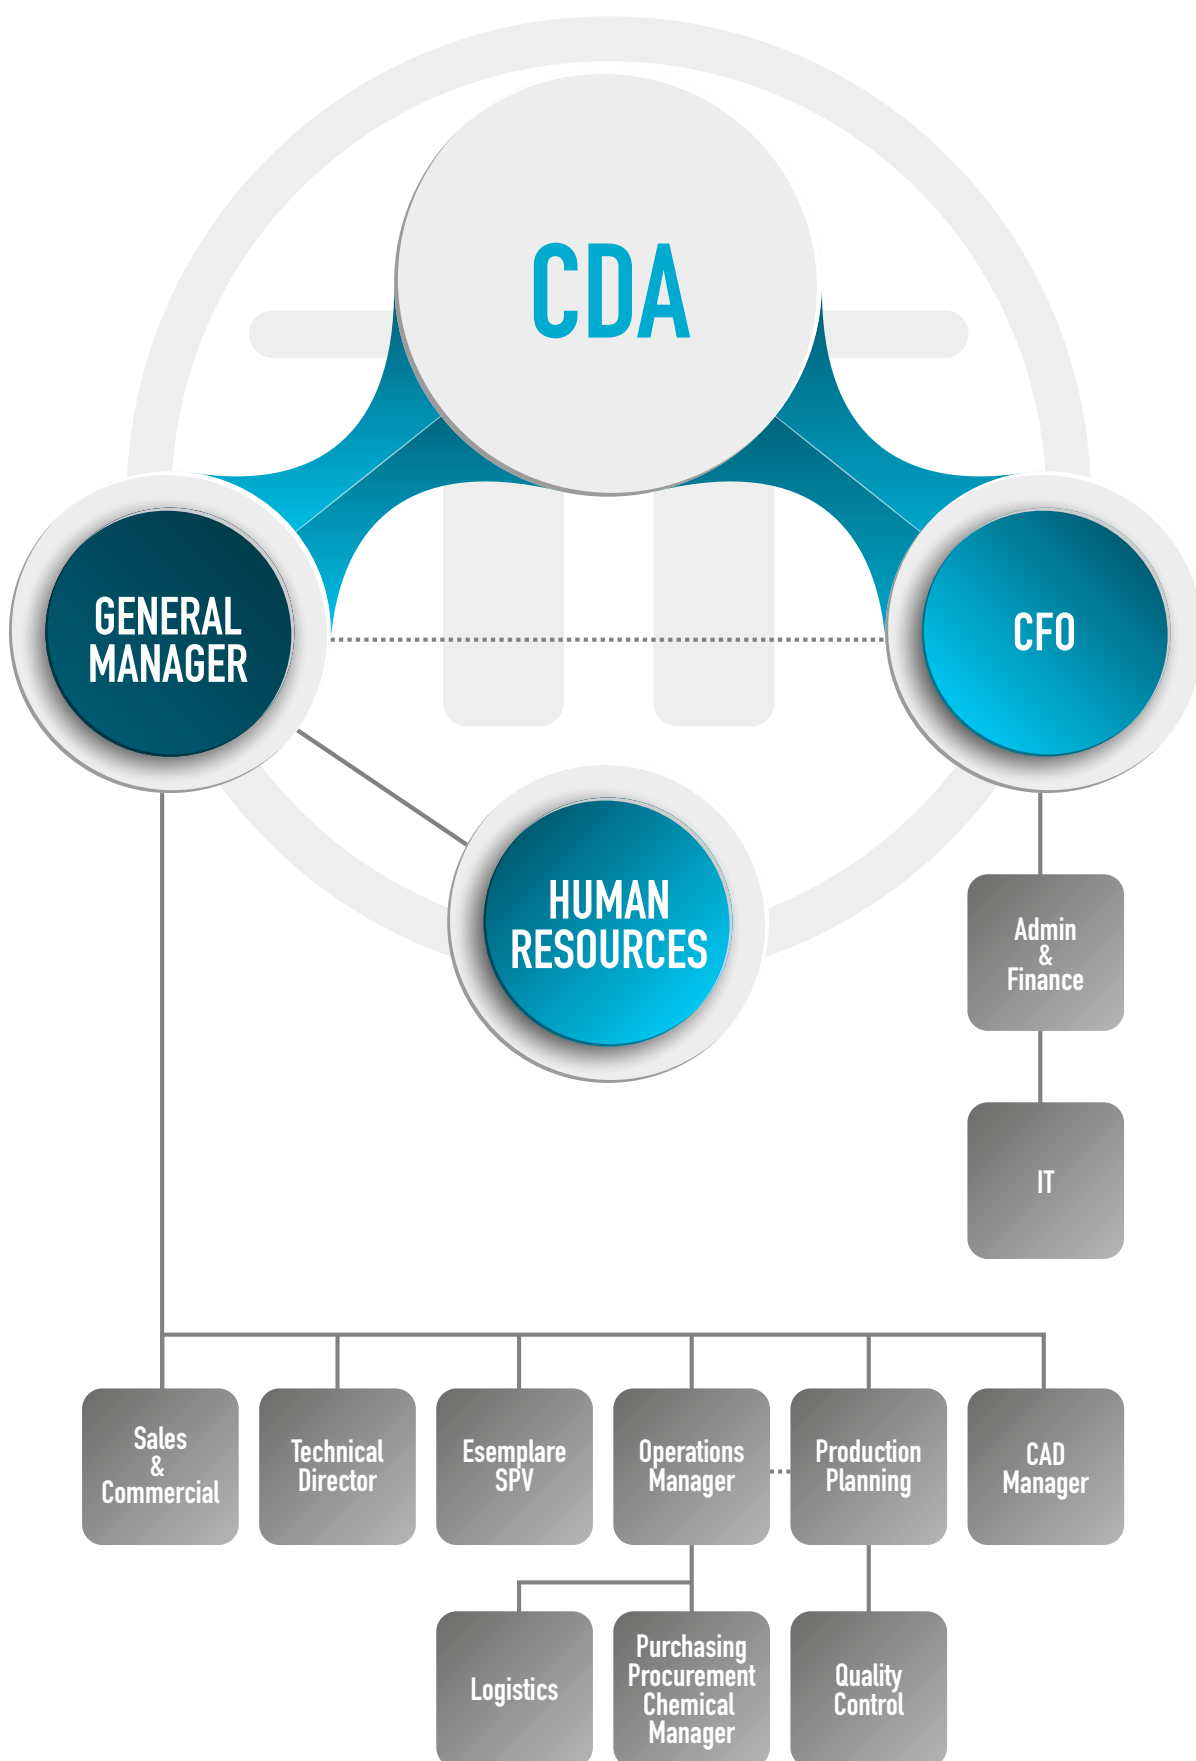 CDA
GENERAL
MANAGER
CFO
HUMAN
RESOURCES
Admin
&
Finance
IT
Sales
&
Commercial
Technical
Director
Esemplare
SPV
Operations
Manager
Production
Planning
CAD
Manager
Logistics
Purchasing
Procurement
Chemical
Manager
Quality
Control